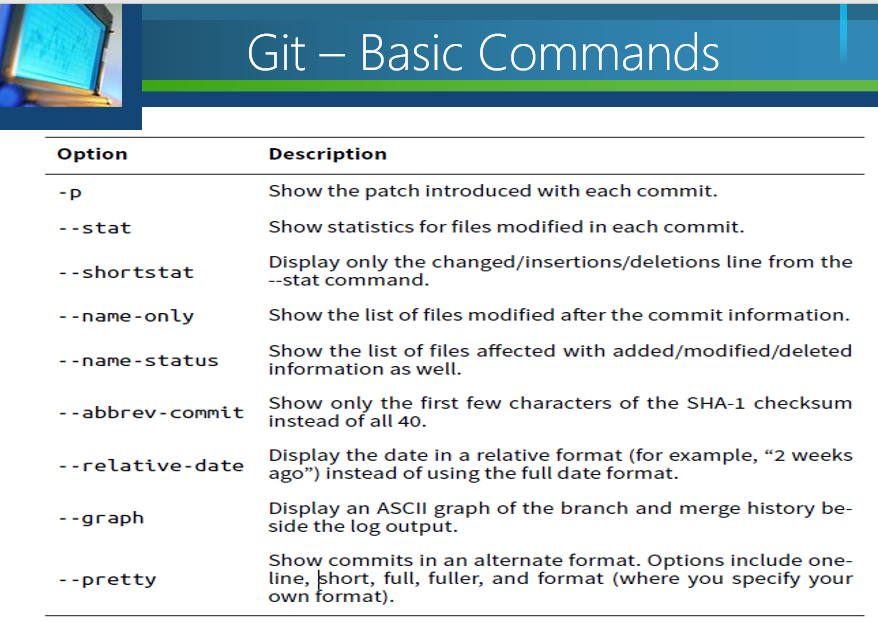 Git – Basic Commands
Option Description
-p Show the patch introduced with each commit.
--stat Show statistics for files modified in each commit.
--shortstat Display only the changed/insertions/deletions line from the
--stat command.
--name-only Show the list of files modified after the commit information.
--name-status Show the list of files affected with added/modified/deleted
information as well.
--abbrev-commit Show only the first few characters of the SHA-1 checksum
instead of all 40.
--relative-date Display the date in a relative format (for example, “2 weeks
ago”) instead of using the full date format.
--graph Display an ASCII graph of the branch and merge history be-
side the log output.
--pretty Show commits in an alternate format. Options include one-
line, short, full, fuller, and format (where you specify your
own format).